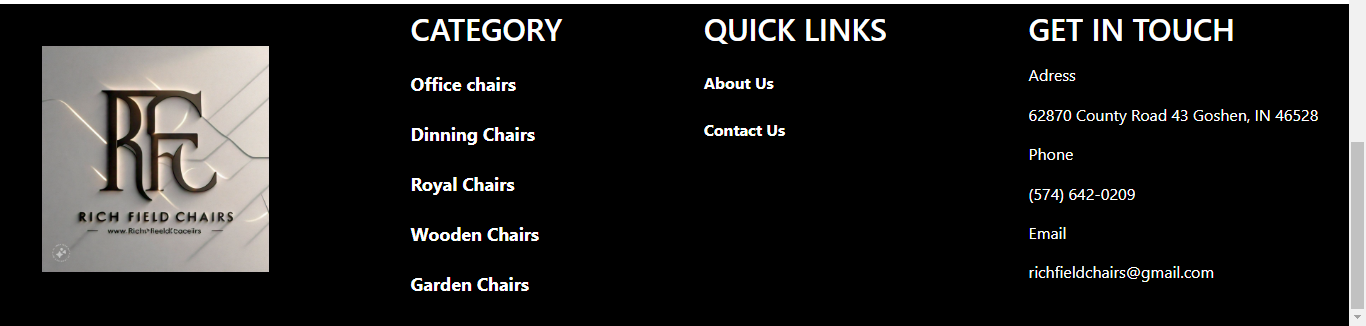 RFC
RICH FIELD CHAIRS
CATEGORY
Office chairs
Dinning Chairs
Royal Chairs
Wooden Chairs
Garden Chairs
QUICK LINKS
About Us
Contact Us
GET IN TOUCH
Adress
62870 County Road 43 Goshen, IN 46528
Phone
(574) 642-0209
Email
richfieldchairs@gmail.com